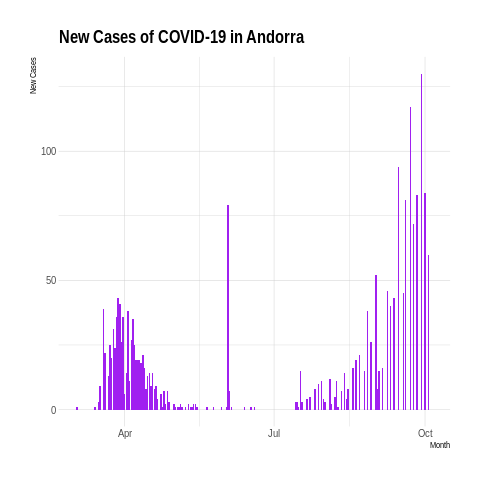 New Cases of COVID-19 in Andorra
New Cases
100
50
0
Apr
Jul
Oct
Month